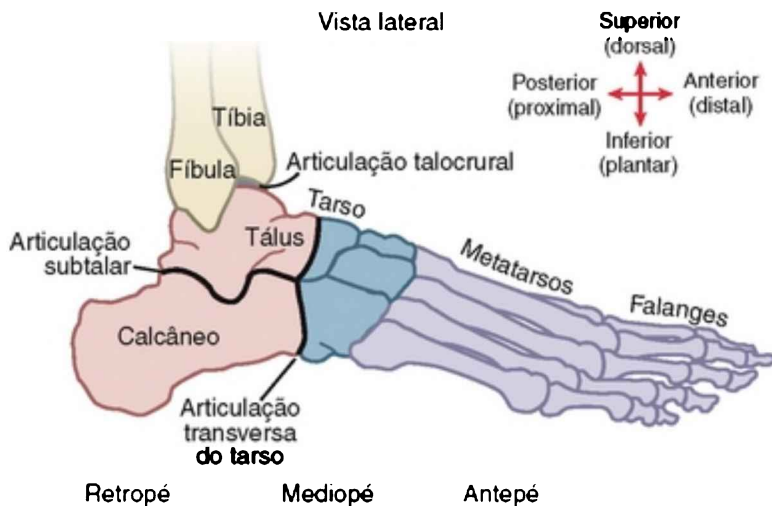 Vista lateral
Superior
(dorsal)
Posterior
(proximal)
Anterior
(distal)
Inferior
(plantar)
Tíbia
Fíbula
Articulação talocrural
Tarso
Articulação
subtalar
Tálus
Metatarsos
Falanges
Calcâneo
Articulação
transversa
do tarso
Retropé
Mediopé
Antepé